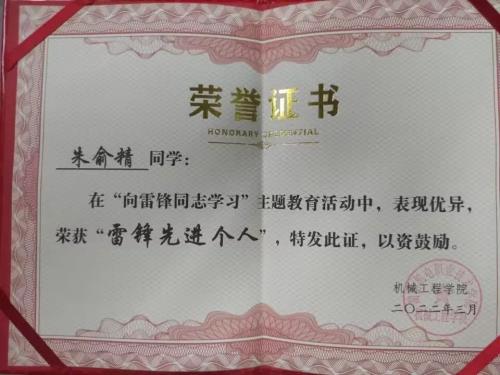 荣誉证书
HONORARY CREDENTIAL
朱俞精 同学：
在“向雷锋同志学习”主题教育活动中，表现优异，
荣获“雷锋先进个人”，特发此证，以资鼓励。
机械工程学院
二〇二二年三月